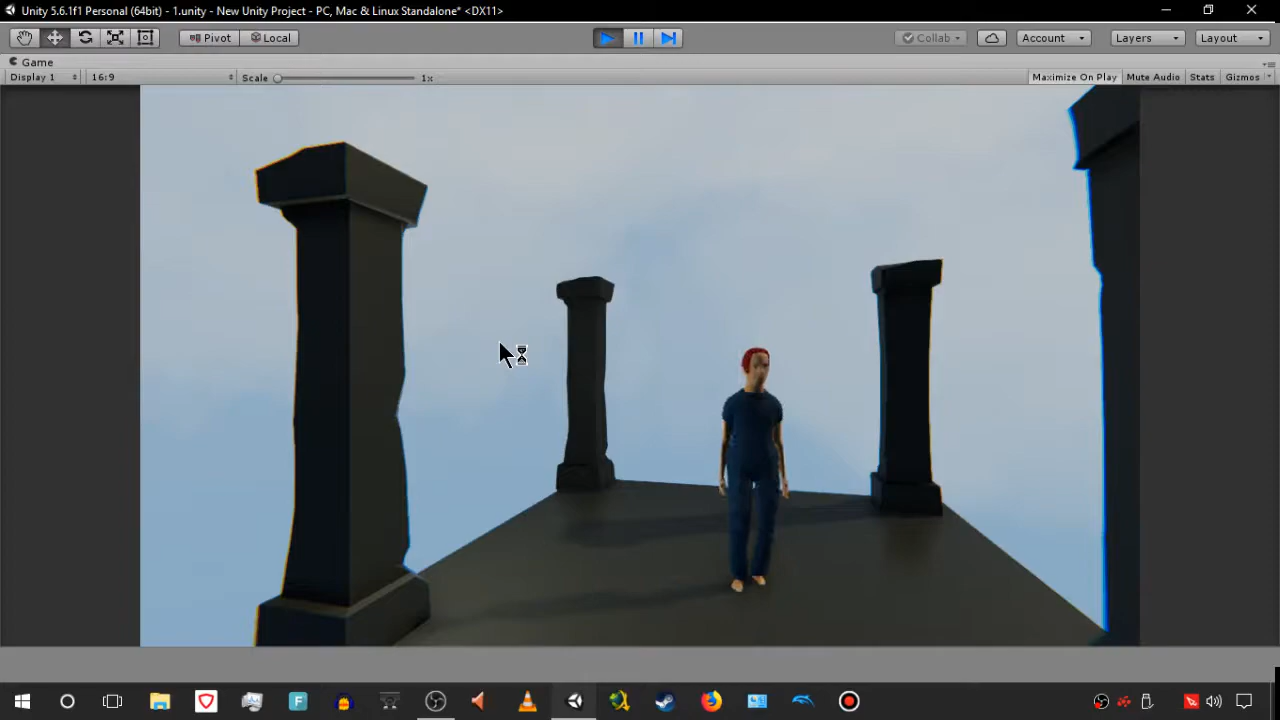 Unity 5.6.1f1 Personal (64bit) - 1.unity - New Unity Project - PC, Mac & Linux Standalone* <DX11>
Pivot Local Collab Account Layers Layout
Game
Display 1 16:9 Scale 1x Maximize On Play Mute Audio Stats Gizmos
F